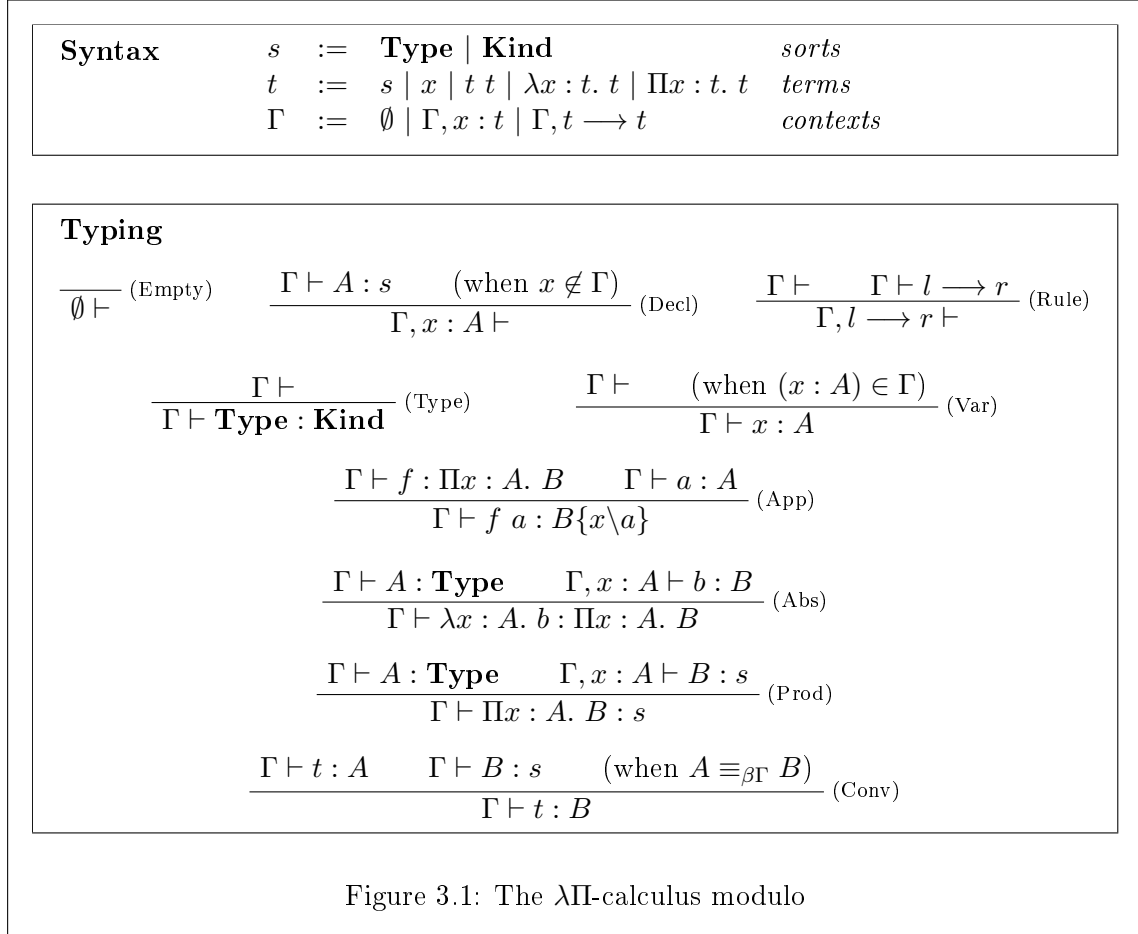 Syntax s := Type | Kind sorts
t := s | x | t t | λx : t. t | Πx : t. t terms
Γ := ∅ | Γ, x : t | Γ, t ⟶ t contexts
Typing
∅ ⊢ (Empty)
Γ ⊢ A : s (when x ∉ Γ)
Γ, x : A ⊢ (Decl)
Γ ⊢ Γ ⊢ l ⟶ r
Γ, l ⟶ r ⊢ (Rule)
Γ ⊢
Γ ⊢ Type : Kind (Type)
Γ ⊢ (when (x : A) ∈ Γ)
Γ ⊢ x : A (Var)
Γ ⊢ f : Πx : A. B Γ ⊢ a : A
Γ ⊢ f a : B{x\a} (App)
Γ ⊢ A : Type Γ, x : A ⊢ b : B
Γ ⊢ λx : A. b : Πx : A. B (Abs)
Γ ⊢ A : Type Γ, x : A ⊢ B : s
Γ ⊢ Πx : A. B : s (Prod)
Γ ⊢ t : A Γ ⊢ B : s (when A ≡βΓ B)
Γ ⊢ t : B (Conv)
Figure 3.1: The λΠ-calculus modulo